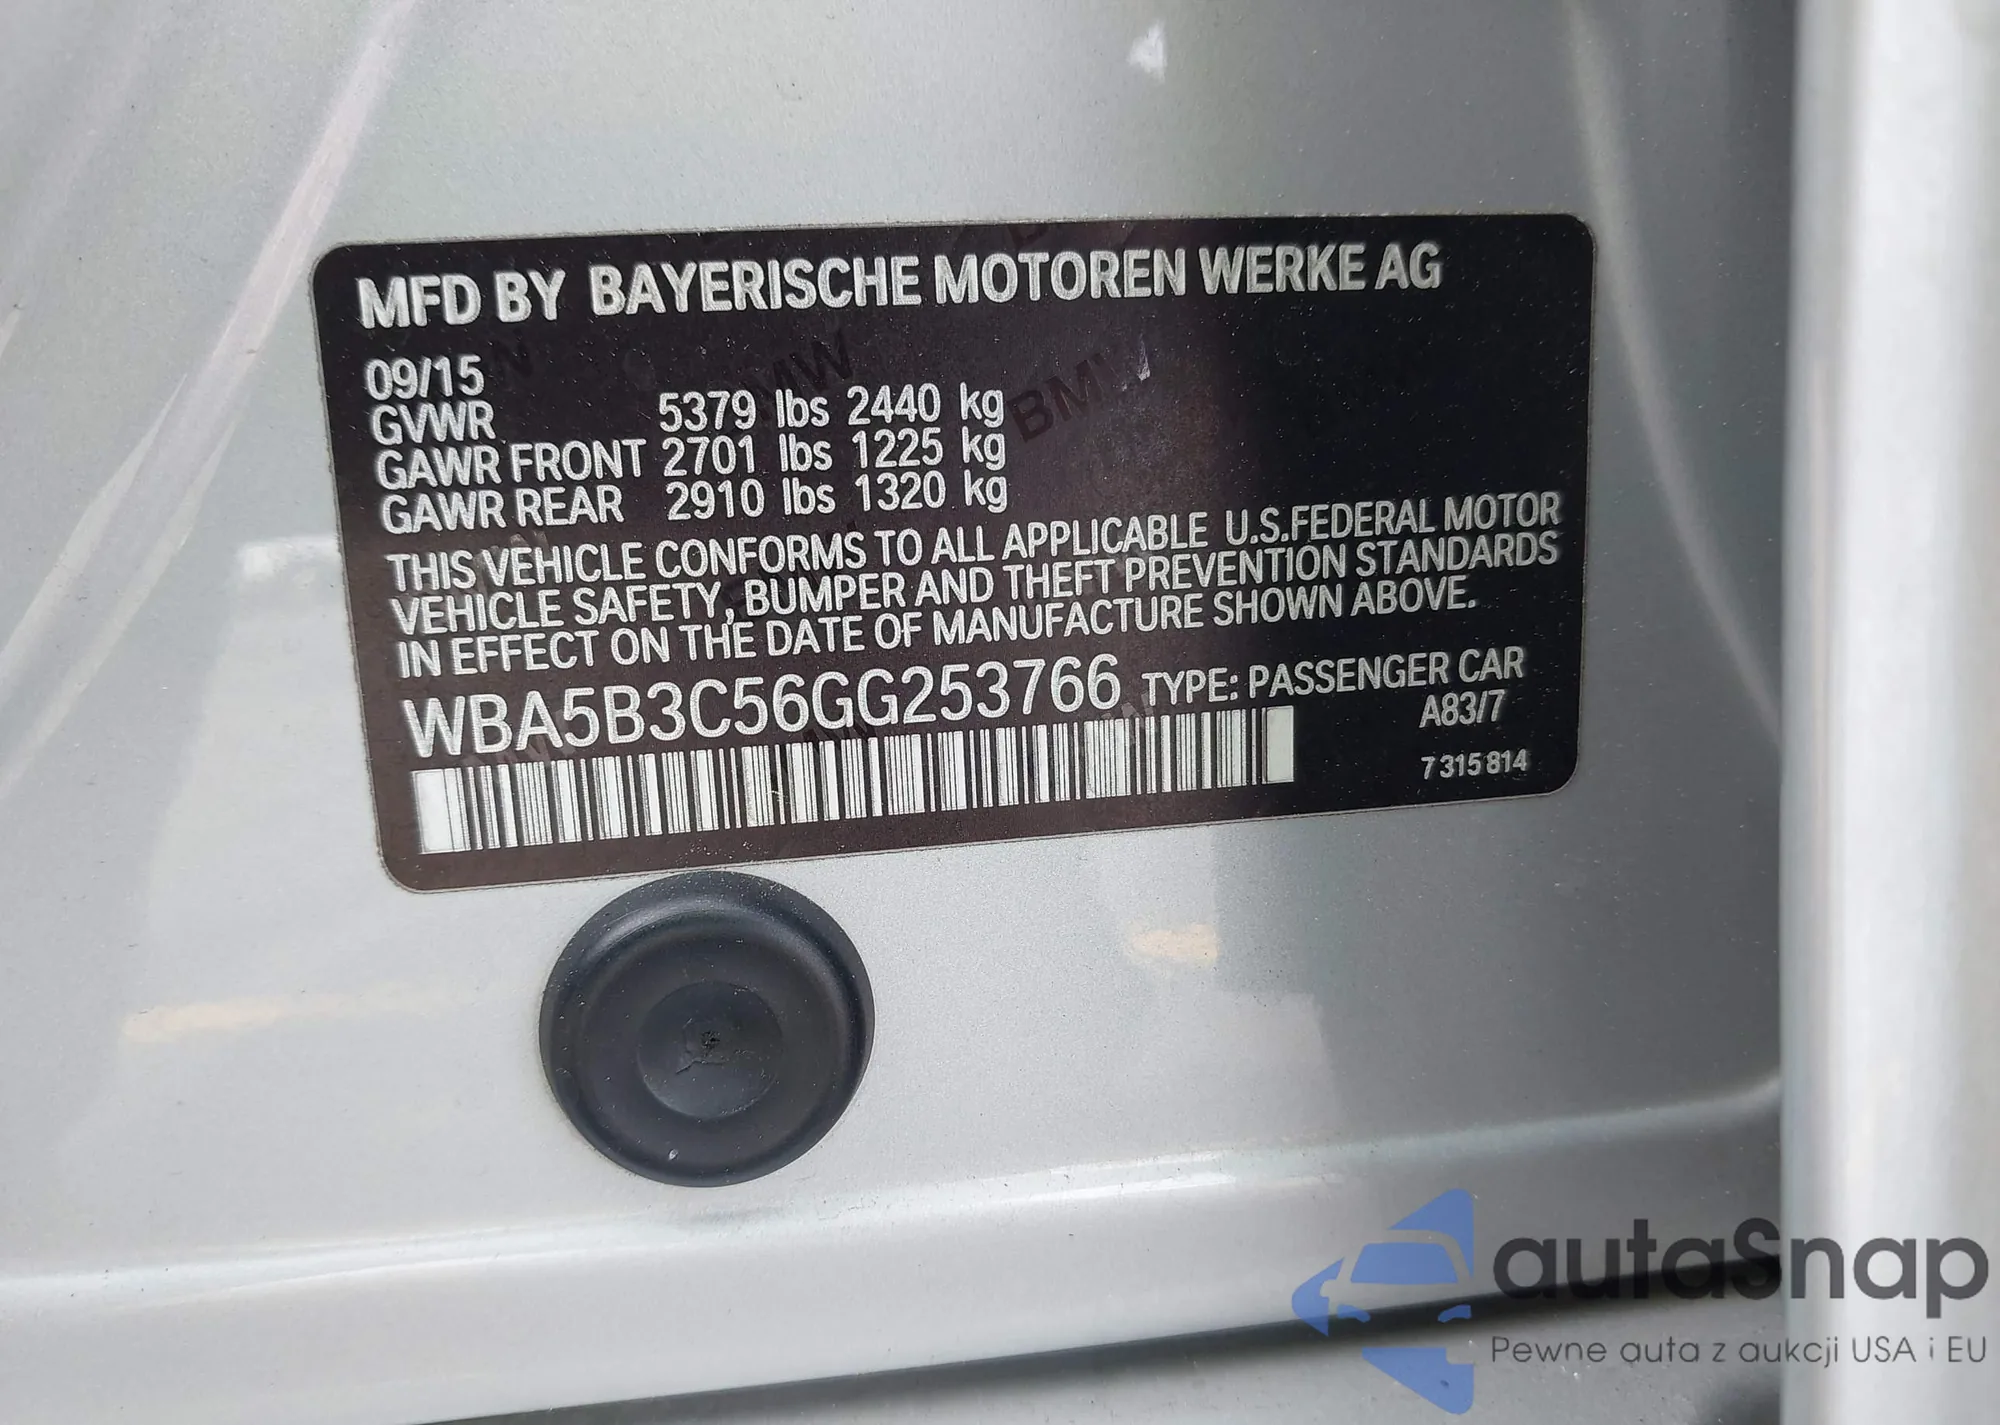 MFD BY BAYERISCHE MOTOREN WERKE AG
09/15
GVWR 5379 lbs 2440 kg
GAWR FRONT 2701 lbs 1225 kg
GAWR REAR 2910 lbs 1320 kg
THIS VEHICLE CONFORMS TO ALL APPLICABLE U.S.FEDERAL MOTOR
VEHICLE SAFETY, BUMPER AND THEFT PREVENTION STANDARDS
IN EFFECT ON THE DATE OF MANUFACTURE SHOWN ABOVE.
WBA5B3C56GG253766 TYPE: PASSENGER CAR
A83/7
7 315 814
autaSnap
Pewne auta z aukcji USA i EU